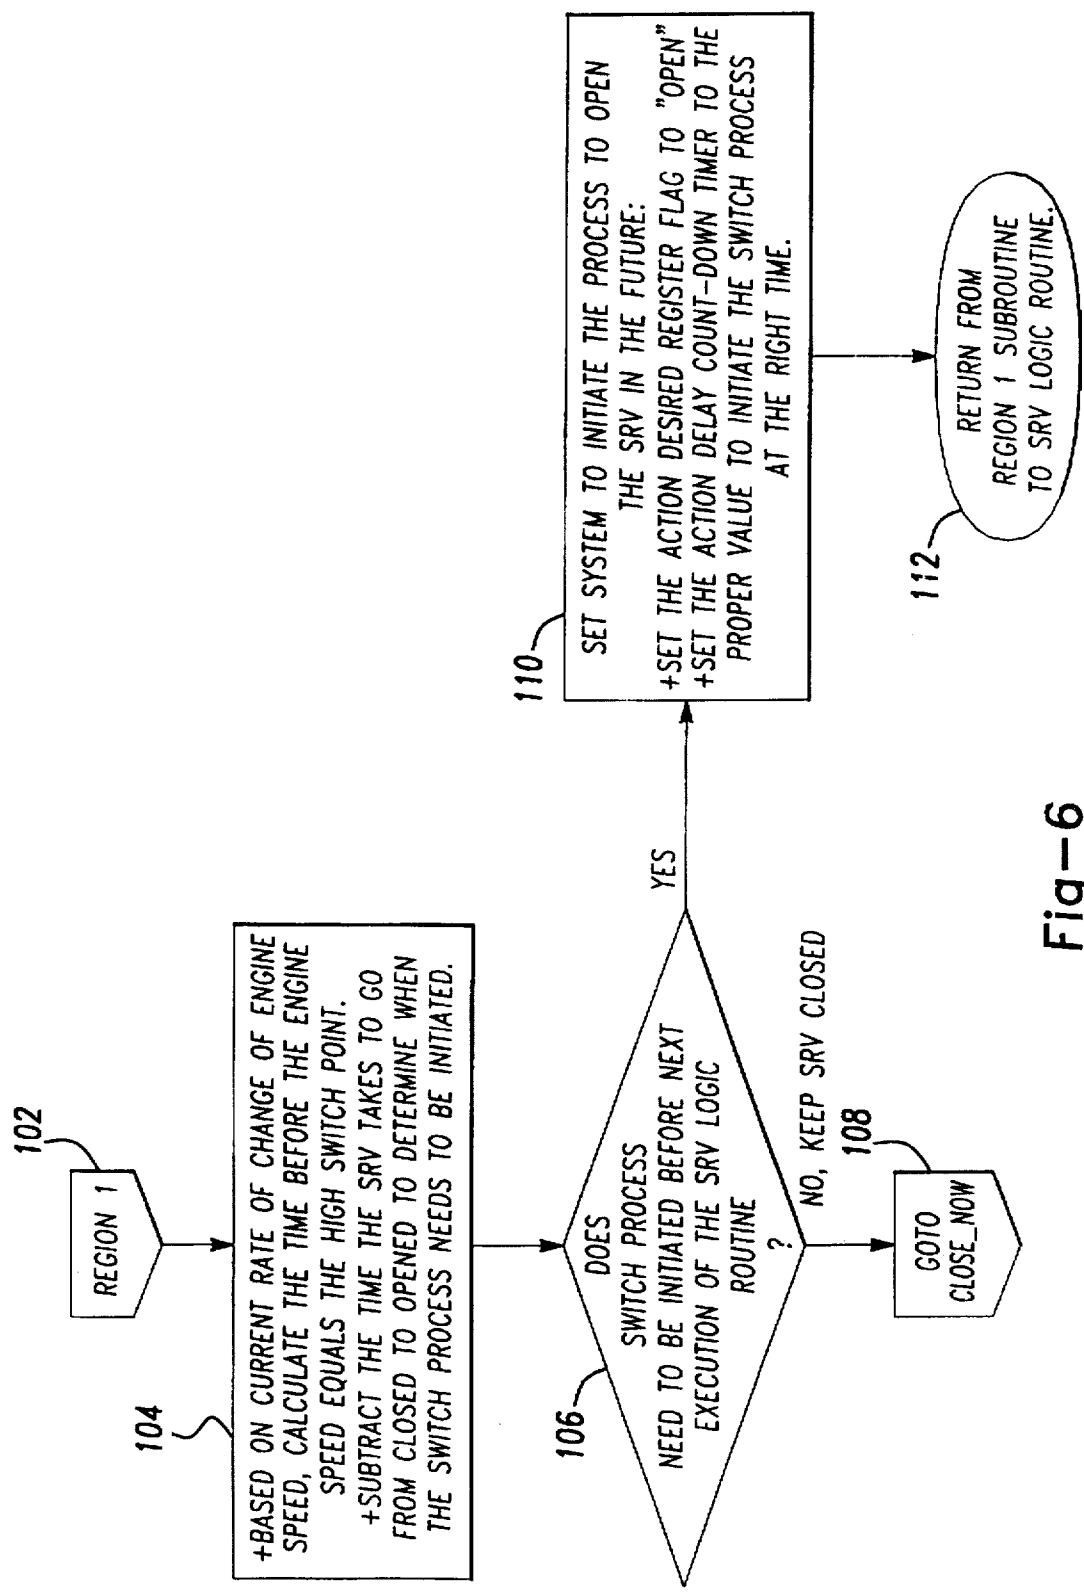 102
REGION 1
104
+BASED ON CURRENT RATE OF CHANGE OF ENGINE
SPEED, CALCULATE THE TIME BEFORE THE ENGINE
SPEED EQUALS THE HIGH SWITCH POINT.
+SUBTRACT THE TIME THE SRV TAKES TO GO
FROM CLOSED TO OPENED TO DETERMINE WHEN
THE SWITCH PROCESS NEEDS TO BE INITIATED.
106
DOES
SWITCH PROCESS
NEED TO BE INITIATED BEFORE NEXT
EXECUTION OF THE SRV LOGIC
ROUTINE
?
YES
NO, KEEP SRV CLOSED
108
GOTO
CLOSE_NOW
110
SET SYSTEM TO INITIATE THE PROCESS TO OPEN
THE SRV IN THE FUTURE:
+SET THE ACTION DESIRED REGISTER FLAG TO "OPEN"
+SET THE ACTION DELAY COUNT-DOWN TIMER TO THE
PROPER VALUE TO INITIATE THE SWITCH PROCESS
AT THE RIGHT TIME.
112
RETURN FROM
REGION 1 SUBROUTINE
TO SRV LOGIC ROUTINE.
Fig-6